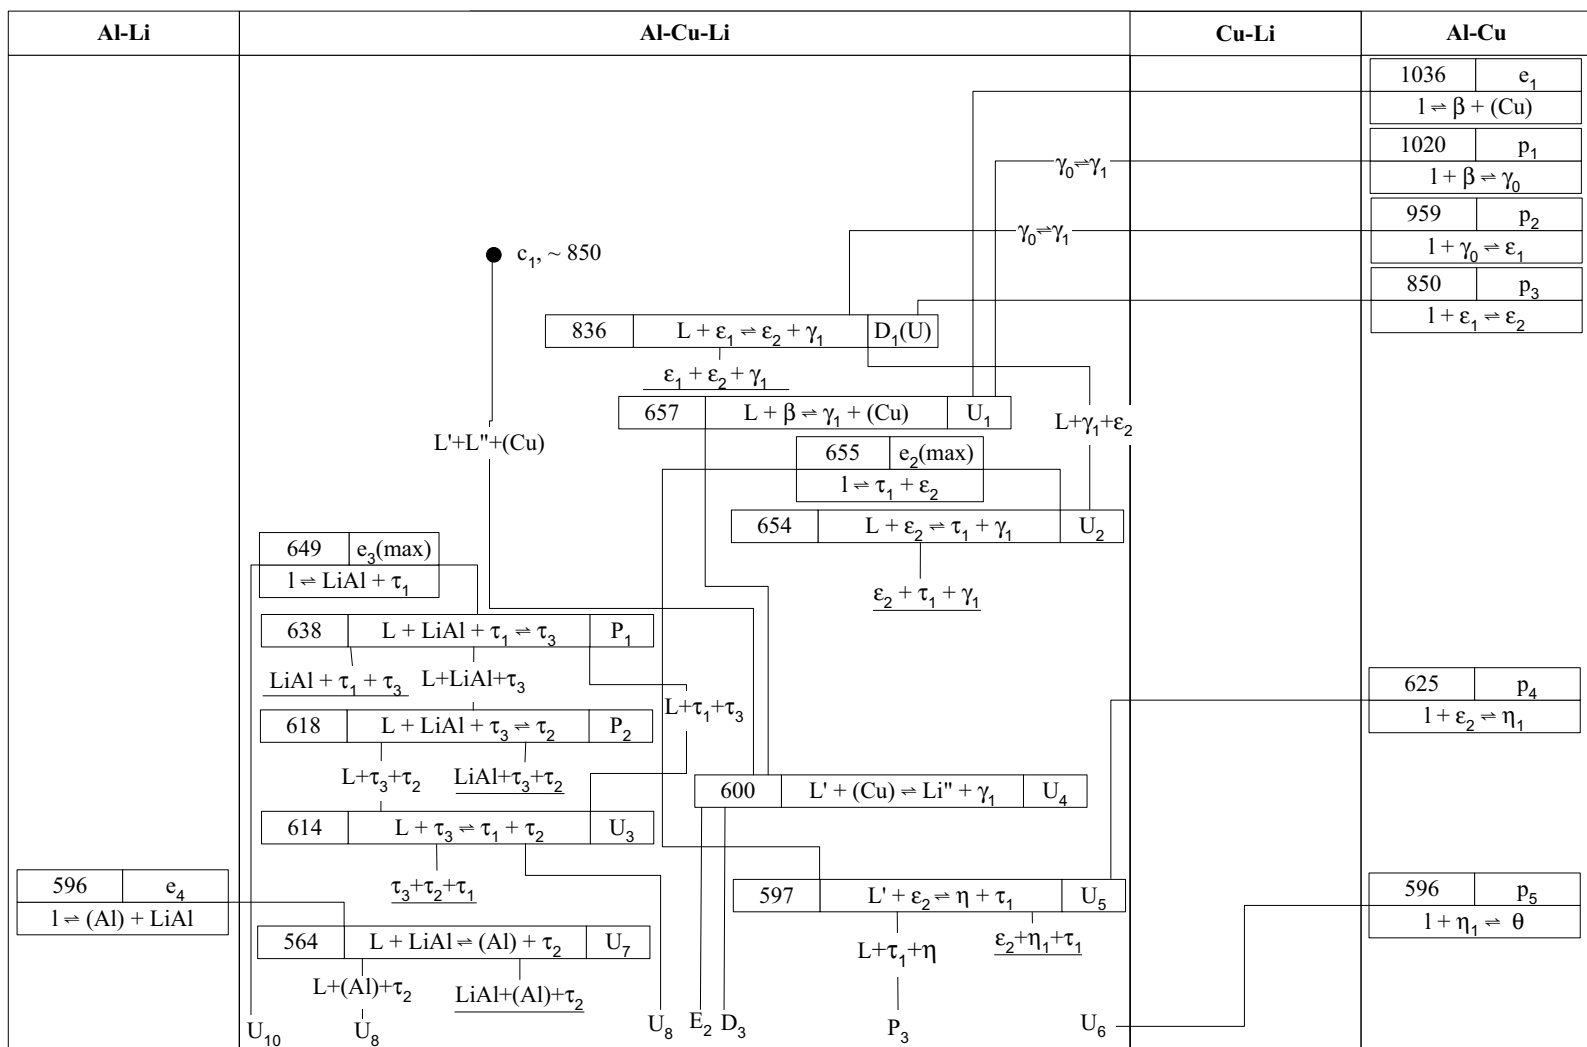 Al-Li
Al-Cu-Li
Cu-Li
Al-Cu
1036 e₁
l ⇌ β + (Cu)
1020 p₁
l + β ⇌ γ₀
γ₀⇌γ₁
959 p₂
l + γ₀ ⇌ ε₁
γ₀⇌γ₁
c₁, ~ 850
850 p₃
l + ε₁ ⇌ ε₂
836 L + ε₁ ⇌ ε₂ + γ₁ D₁(U)
ε₁ + ε₂ + γ₁
657 L + β ⇌ γ₁ + (Cu) U₁
L+γ₁+ε₂
L'+L"+(Cu)
655 e₂(max)
l ⇌ τ₁ + ε₂
654 L + ε₂ ⇌ τ₁ + γ₁ U₂
ε₂ + τ₁ + γ₁
649 e₃(max)
l ⇌ LiAl + τ₁
638 L + LiAl + τ₁ ⇌ τ₃ P₁
LiAl + τ₁ + τ₃
L+LiAl+τ₃
L+τ₁+τ₃
625 p₄
l + ε₂ ⇌ η₁
618 L + LiAl + τ₃ ⇌ τ₂ P₂
L+τ₃+τ₂
LiAl+τ₃+τ₂
600 L' + (Cu) ⇌ Li" + γ₁ U₄
614 L + τ₃ ⇌ τ₁ + τ₂ U₃
τ₃+τ₂+τ₁
596 e₄
l ⇌ (Al) + LiAl
597 L' + ε₂ ⇌ η + τ₁ U₅
L+τ₁+η
ε₂+η₁+τ₁
596 p₅
l + η₁ ⇌ θ
564 L + LiAl ⇌ (Al) + τ₂ U₇
L+(Al)+τ₂
LiAl+(Al)+τ₂
U₁₀
U₈
U₈
E₂
D₃
P₃
U₆